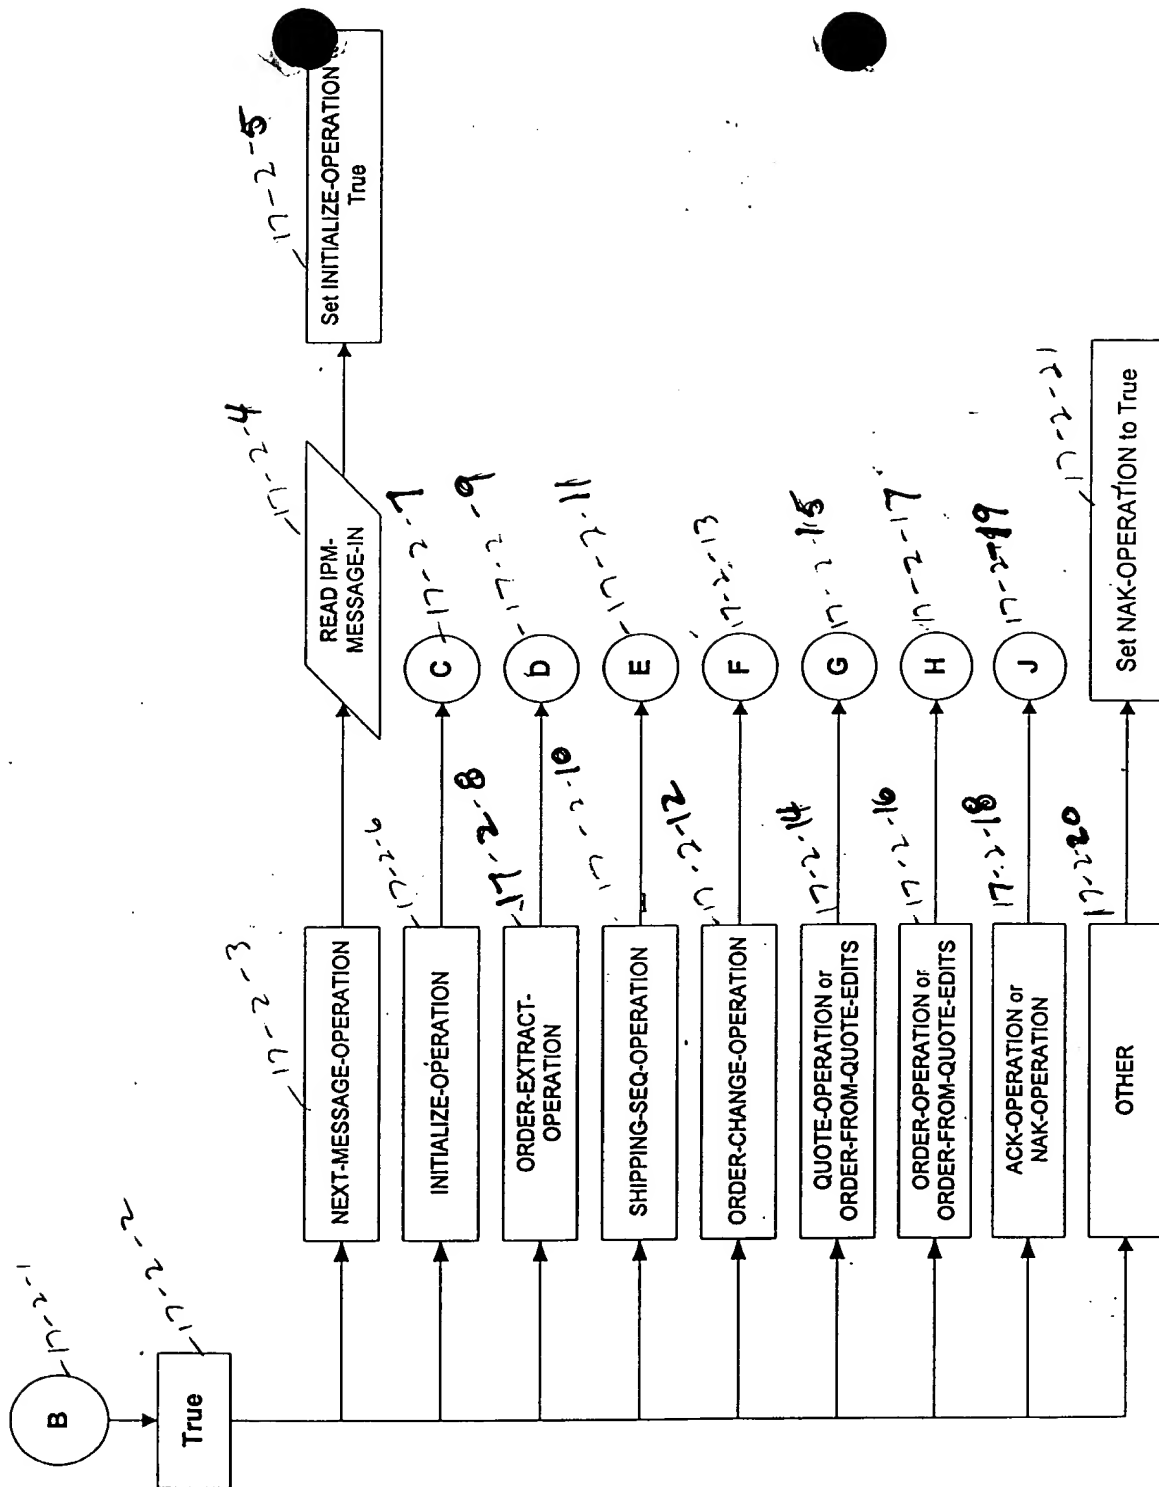 B
17-2-1
True
17-2-2
NEXT-MESSAGE-OPERATION
17-2-3
READ IPM-
MESSAGE-IN
17-2-4
Set INITIALIZE-OPERATION
True
17-2-5
INITIALIZE-OPERATION
17-2-6
C
17-2-7
ORDER-EXTRACT-
OPERATION
17-2-8
D
17-2-9
SHIPPING-SEQ-OPERATION
17-2-10
E
17-2-11
ORDER-CHANGE-OPERATION
17-2-12
F
17-2-13
QUOTE-OPERATION or
ORDER-FROM-QUOTE-EDITS
17-2-14
G
17-2-15
ORDER-OPERATION or
ORDER-FROM-QUOTE-EDITS
17-2-16
H
17-2-17
ACK-OPERATION or
NAK-OPERATION
17-2-18
J
17-2-19
OTHER
17-2-20
Set NAK-OPERATION to True
17-2-21